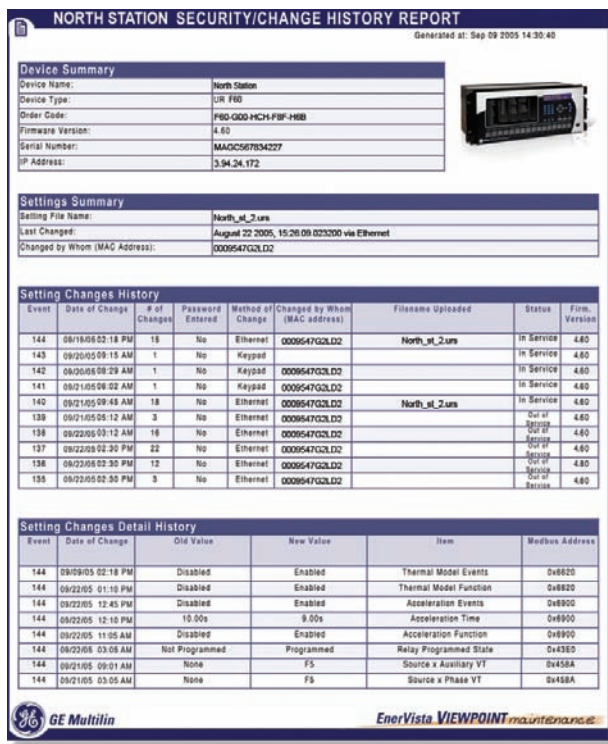 NORTH STATION SECURITY/CHANGE HISTORY REPORT
Generated at: Sep 09 2005 14:30:40
Device Summary
Device Name: North Station
Device Type: UR F60
Order Code: F60-G00-HCH-F8F-H6B
Firmware Version: 4.60
Serial Number: MAGC567834227
IP Address: 3.94.24.172
Settings Summary
Setting File Name: North_st_2.urs
Last Changed: August 22 2005, 15:26:09.023200 via Ethernet
Changed by Whom (MAC Address): 0009547G2LD2
Setting Changes History
Event Date of Change # of Changes Password Entered Method of Change Changed by Whom (MAC address) Filename Uploaded Status Firm. Version
144 02:18 PM No Ethernet 0009547G2LD2 North_st_2.urs In Service 4.60
143 09/20/05 09:15 AM 1 No Keypad In Service 4.60
142 08:29 AM 1 No Keypad In Service 4.60
141 09/21/05 08:02 AM 1 No Keypad In Service 4.60
140 09/21/05 09:45 AM 18 No Ethernet 0009547G2LD2 North_st_2.urs In Service 4.60
139 09/21/05 05:12 AM 3 No Ethernet 0009547G2LD2 Out of Service 4.60
138 09/22/05 03:12 AM 16 No Ethernet 0009547G2LD2 Out of Service 4.60
137 09/22/05 02:30 PM 22 No Ethernet 0009547G2LD2 Out of Service 4.60
136 02:30 PM 12 No Ethernet 0009547G2LD2 Out of Service
135 09/22/05 02:30 PM 3 No Ethernet 0009547G2LD2 Out of Service 4.60
Setting Changes Detail History
Event Date of Change Old Value New Value Item Modbus Address
144 09/09/05 02:18 PM Disabled Enabled Thermal Model Events 0x6620
144 09/22/05 01:10 PM Disabled Enabled Thermal Model Function 0x6820
144 09/22/05 12:45 PM Disabled Enabled Acceleration Events 0x6900
144 09/22/05 12:10 PM 10.00s 9.00s Acceleration Time 0x6900
144 09/22/05 11:05 AM Disabled Enabled Acceleration Function 0x6900
144 03:05 AM Not Programmed Programmed Relay Programmed State 0x43E0
144 09/21/05 09:01 AM None F5 Source x Auxiliary VT 0x458A
144 09/21/05 03:05 AM None F5 Source x Phase VT 0x458A
GE Multilin
EnerVista VIEWPOINT maintenance